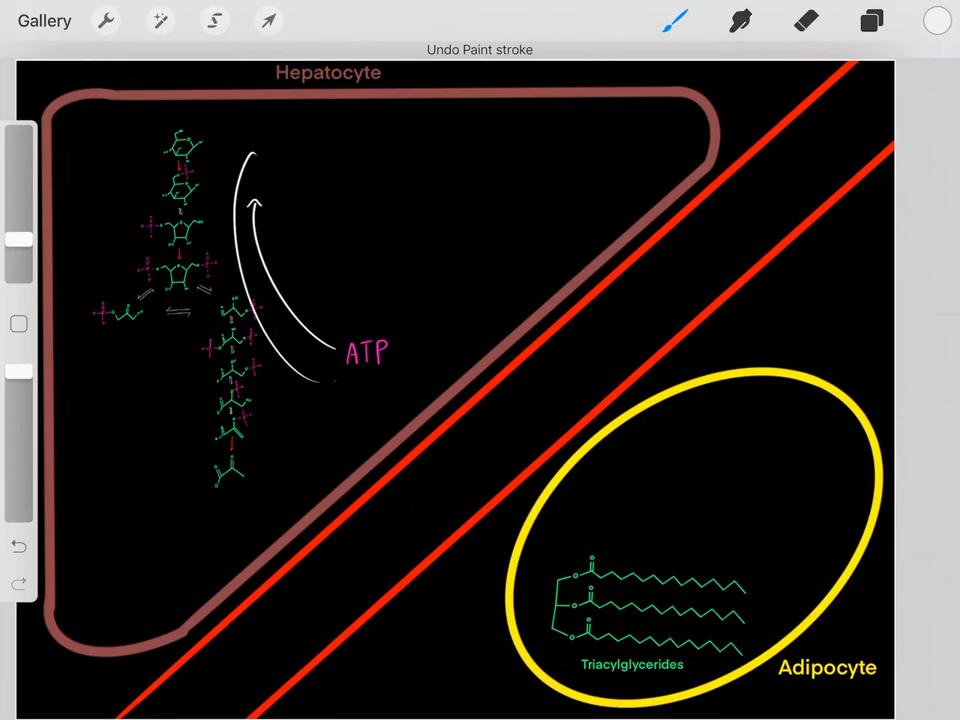 Gallery
Undo Paint stroke
Hepatocyte
ATP
Triacylglycerides
Adipocyte